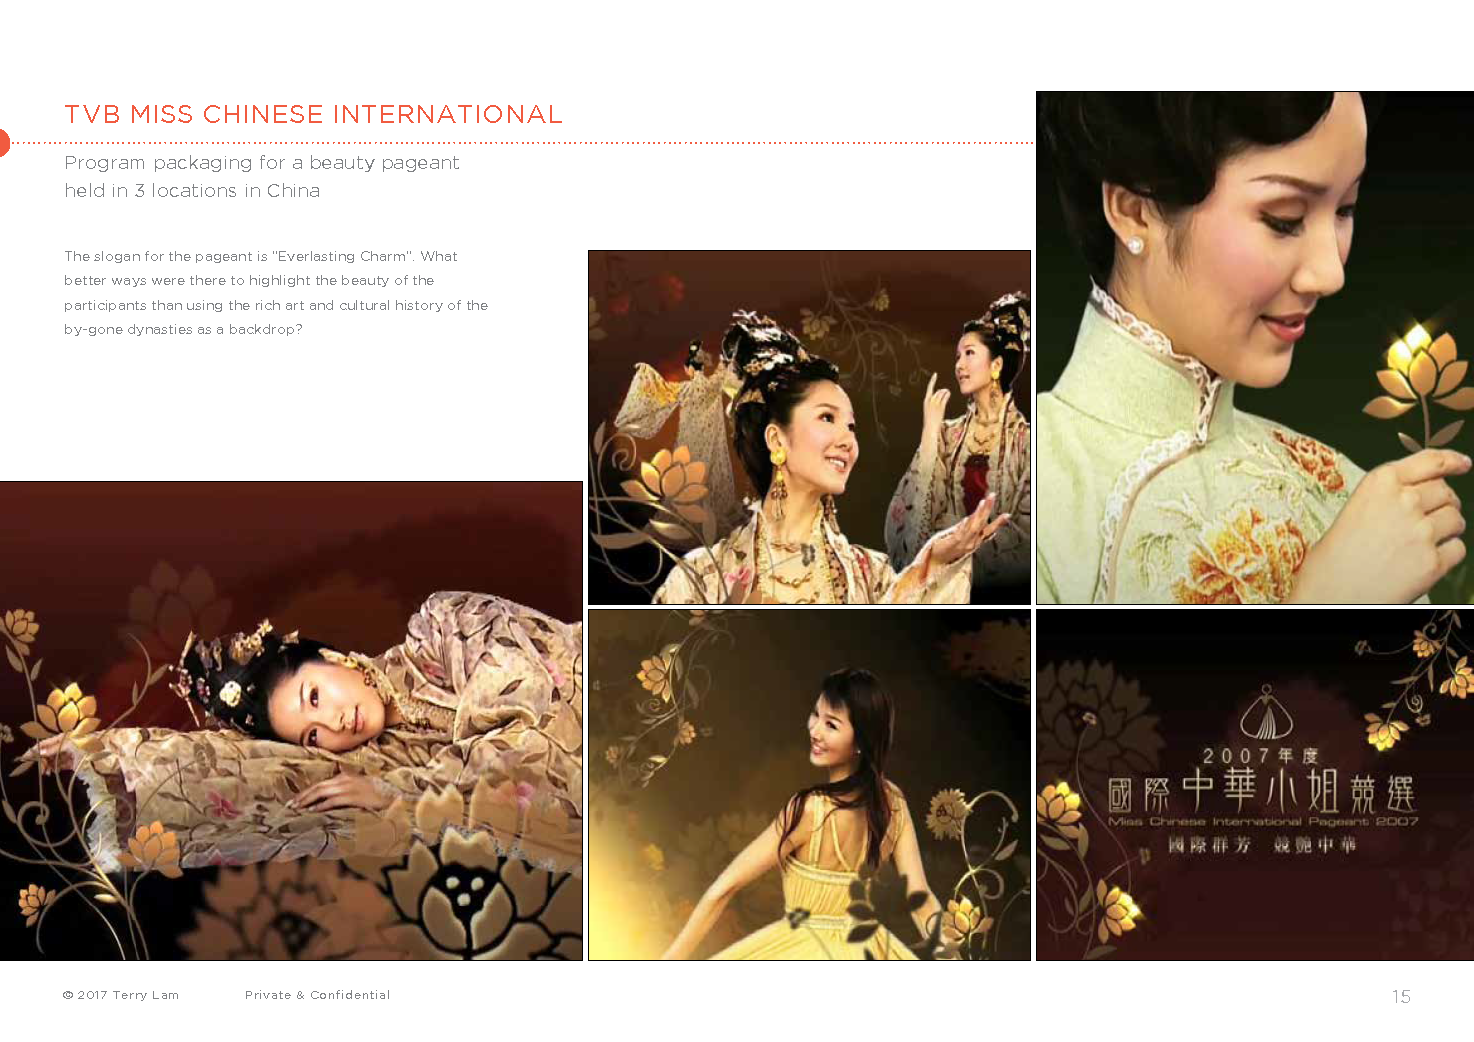 TVB MISS CHINESE INTERNATIONAL
Program packaging for a beauty pageant
held in 3 locations in China
The slogan for the pageant is "Everlasting Charm". What
better ways were there to highlight the beauty of the
participants than using the rich art and cultural history of the
by-gone dynasties as a backdrop?
2007年度
國際中華小姐競選
Miss Chinese International Pageant 2007
國際群芳 競艷中華
© 2017 Terry Lam
Private & Confidential
15